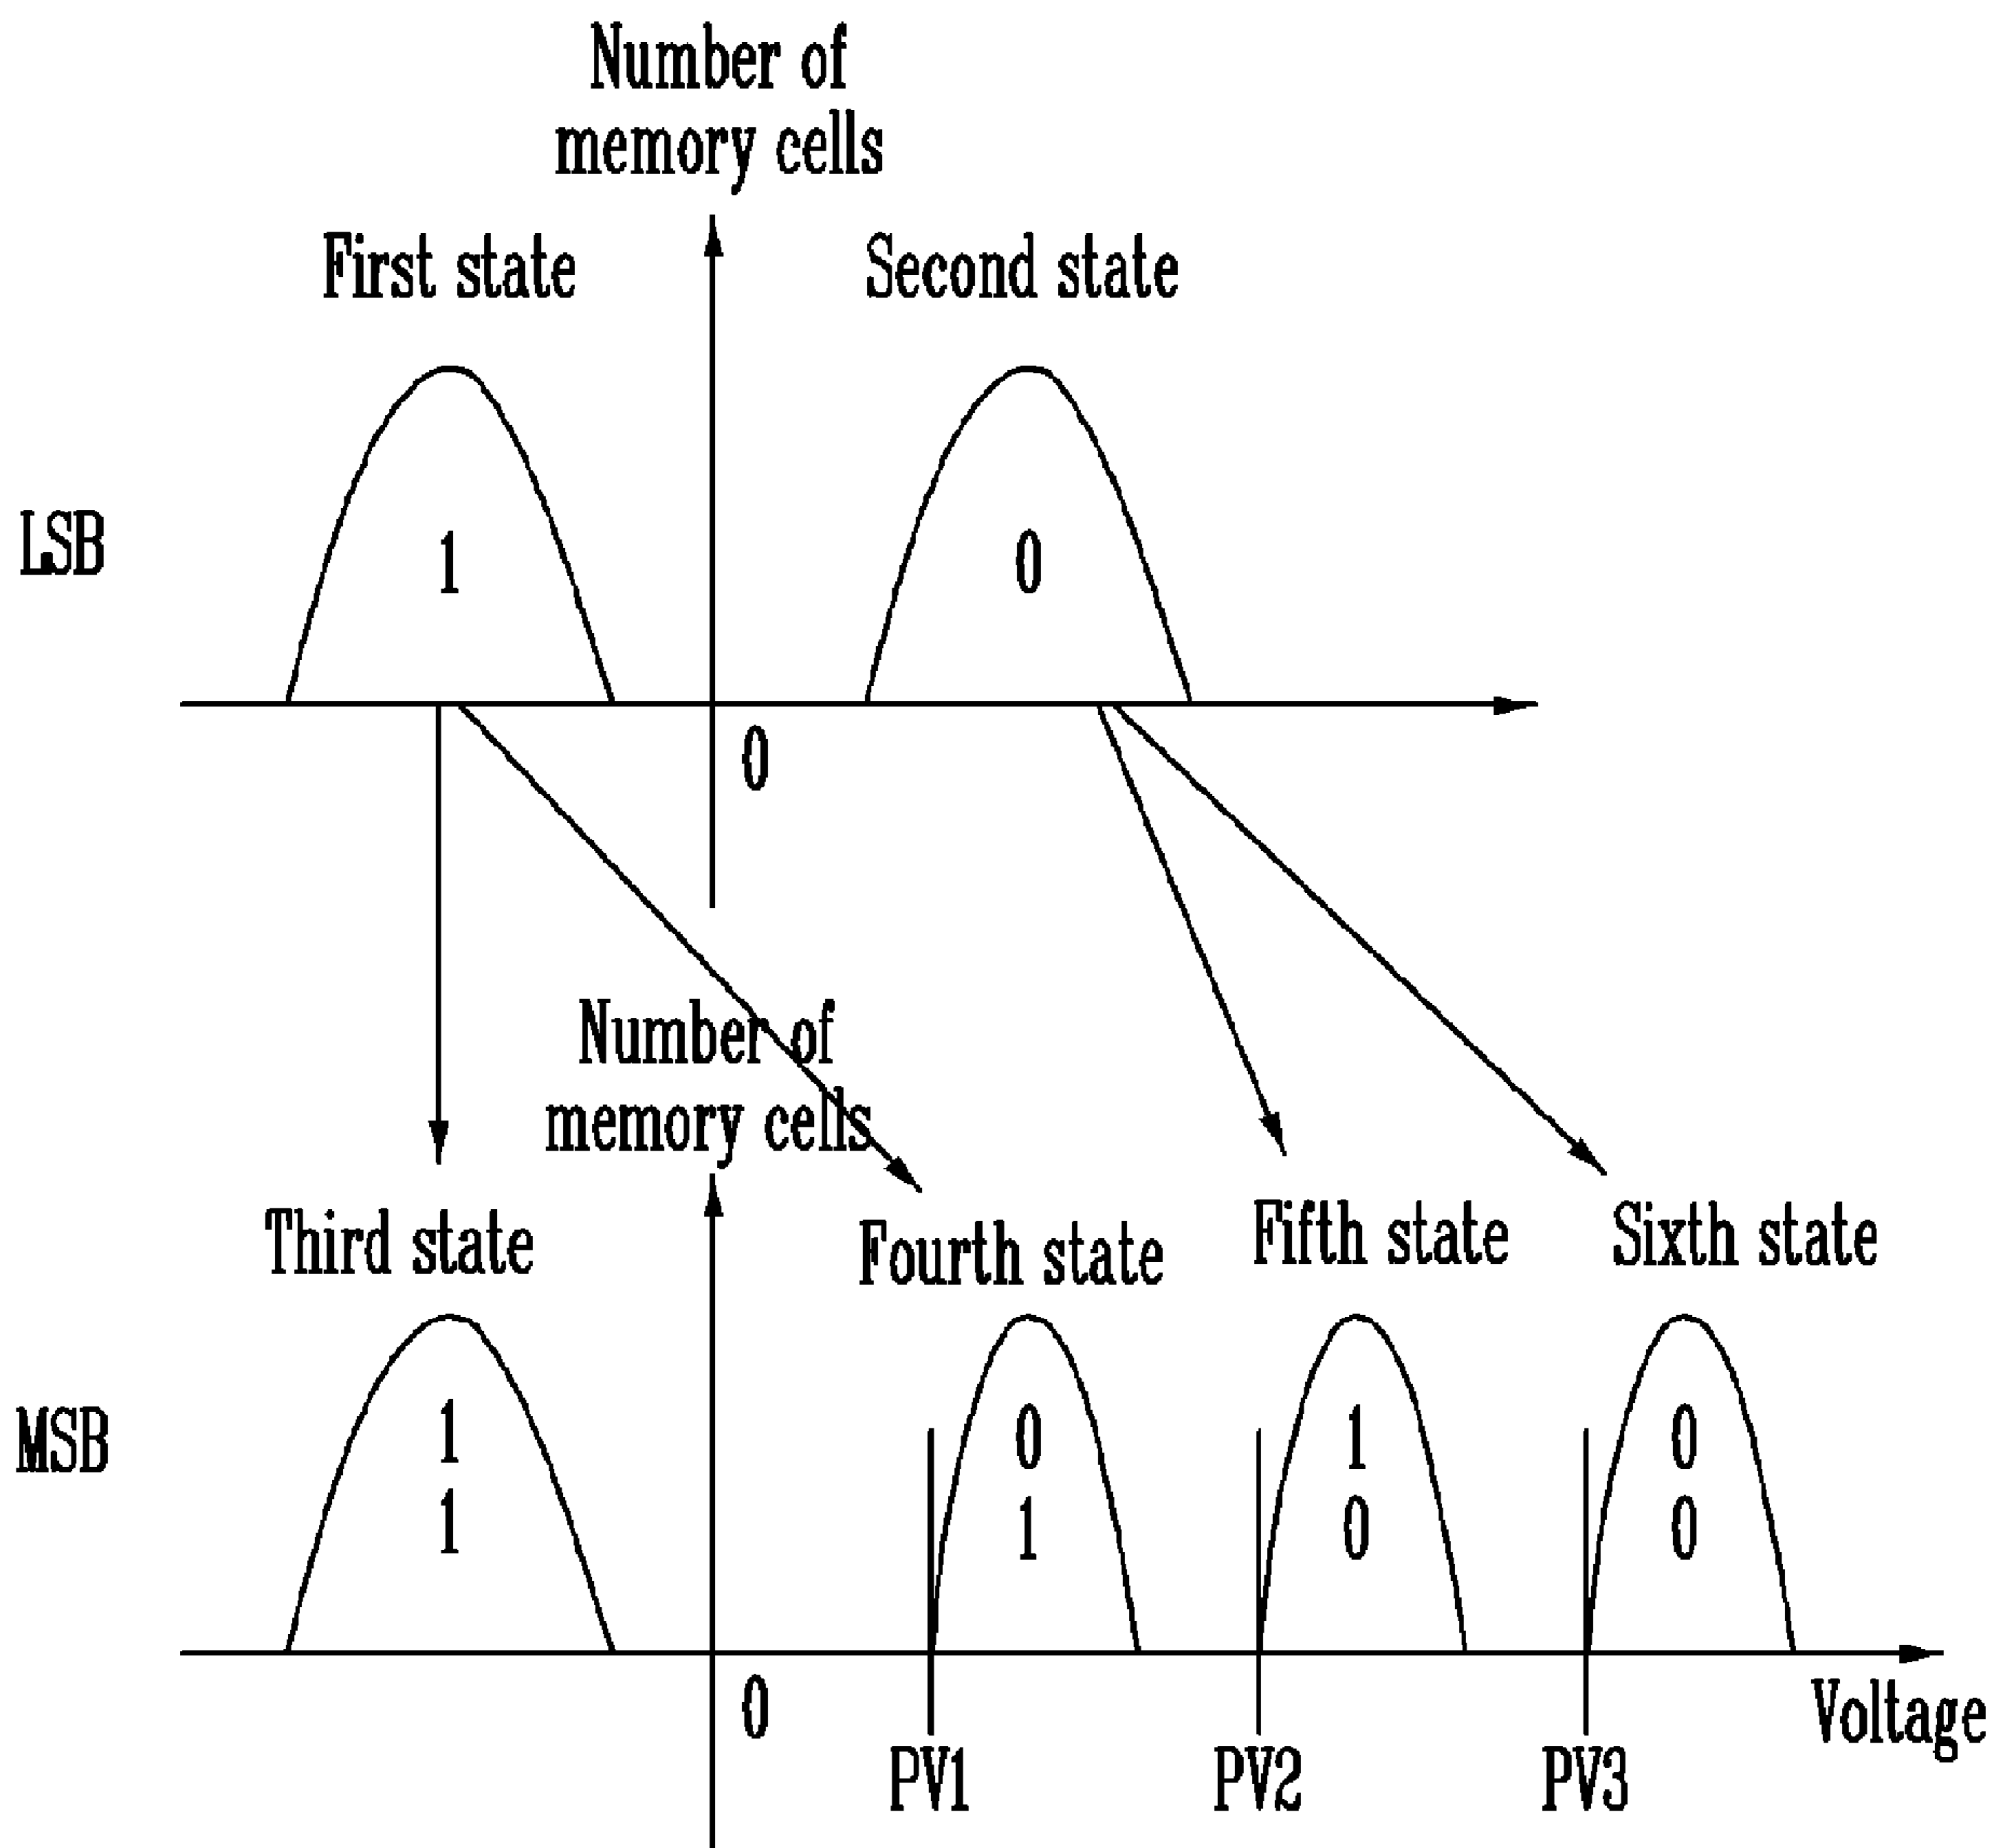 Number of
memory cells
First state
Second state
LSB
1
0
0
Number of
memory cells
Third state
Fourth state
Fifth state
Sixth state
MSB
1
0
1
0
1
1
0
0
0
Voltage
PV1
PV2
PV3